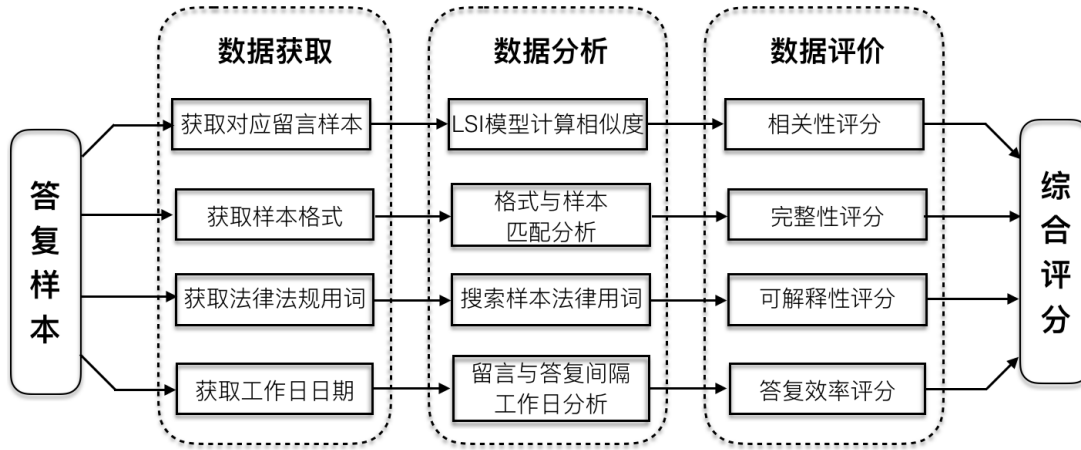 答复样本
数据获取
获取对应留言样本
获取样本格式
获取法律法规用词
获取工作日日期
数据分析
LSI模型计算相似度
格式与样本
匹配分析
搜索样本法律用词
留言与答复间隔
工作日分析
数据评价
相关性评分
完整性评分
可解释性评分
答复效率评分
综合评分